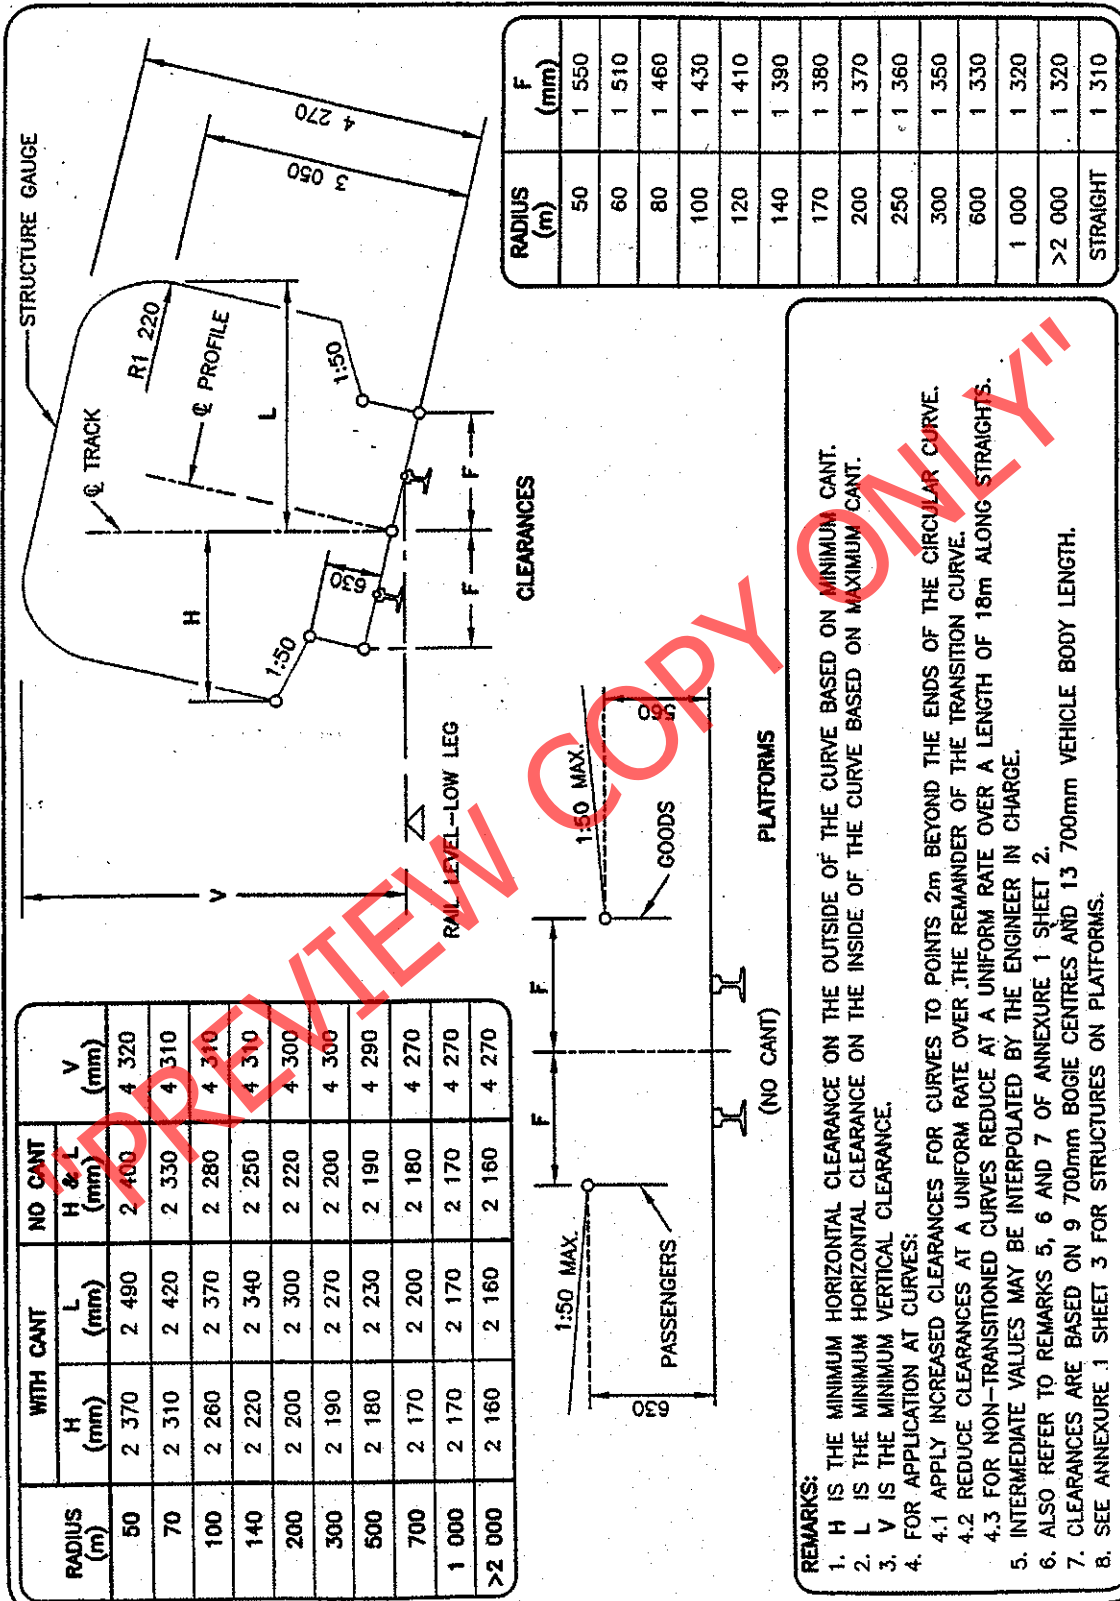 RADIUS (m) | WITH CANT H (mm) | WITH CANT L (mm) | NO CANT H & L (mm) | V (mm)
50 | 2 370 | 2 490 | 2 400 | 4 320
70 | 2 310 | 2 420 | 2 330 | 4 310
100 | 2 260 | 2 370 | 2 280 | 4 310
140 | 2 220 | 2 340 | 2 250 | 4 310
200 | 2 200 | 2 300 | 2 220 | 4 300
300 | 2 190 | 2 270 | 2 200 | 4 300
500 | 2 180 | 2 230 | 2 190 | 4 290
700 | 2 170 | 2 200 | 2 180 | 4 270
1 000 | 2 170 | 2 170 | 2 170 | 4 270
>2 000 | 2 160 | 2 160 | 2 160 | 4 270
STRUCTURE GAUGE
℄ TRACK
℄ PROFILE
R1 220
4 270
3 050
H
L
V
1:50
1:50
630
F
F
RAIL LEVEL-LOW LEG
CLEARANCES
1:50 MAX.
1:50 MAX.
F
F
630
560
PASSENGERS
GOODS
(NO CANT)
PLATFORMS
RADIUS (m) | F (mm)
50 | 1 550
60 | 1 510
80 | 1 460
100 | 1 430
120 | 1 410
140 | 1 390
170 | 1 380
200 | 1 370
250 | 1 360
300 | 1 350
600 | 1 330
1 000 | 1 320
>2 000 | 1 320
STRAIGHT | 1 310
REMARKS:
1. H IS THE MINIMUM HORIZONTAL CLEARANCE ON THE OUTSIDE OF THE CURVE BASED ON MINIMUM CANT.
2. L IS THE MINIMUM HORIZONTAL CLEARANCE ON THE INSIDE OF THE CURVE BASED ON MAXIMUM CANT.
3. V IS THE MINIMUM VERTICAL CLEARANCE.
4. FOR APPLICATION AT CURVES:
4.1 APPLY INCREASED CLEARANCES FOR CURVES TO POINTS 2m BEYOND THE ENDS OF THE CIRCULAR CURVE.
4.2 REDUCE CLEARANCES AT A UNIFORM RATE OVER THE REMAINDER OF THE TRANSITION CURVE.
4.3 FOR NON-TRANSITIONED CURVES REDUCE AT A UNIFORM RATE OVER A LENGTH OF 18m ALONG STRAIGHTS.
5. INTERMEDIATE VALUES MAY BE INTERPOLATED BY THE ENGINEER IN CHARGE.
6. ALSO REFER TO REMARKS 5, 6 AND 7 OF ANNEXURE 1 SHEET 2.
7. CLEARANCES ARE BASED ON 9 700mm BOGIE CENTRES AND 13 700mm VEHICLE BODY LENGTH.
8. SEE ANNEXURE 1 SHEET 3 FOR STRUCTURES ON PLATFORMS.
"PREVIEW COPY ONLY"